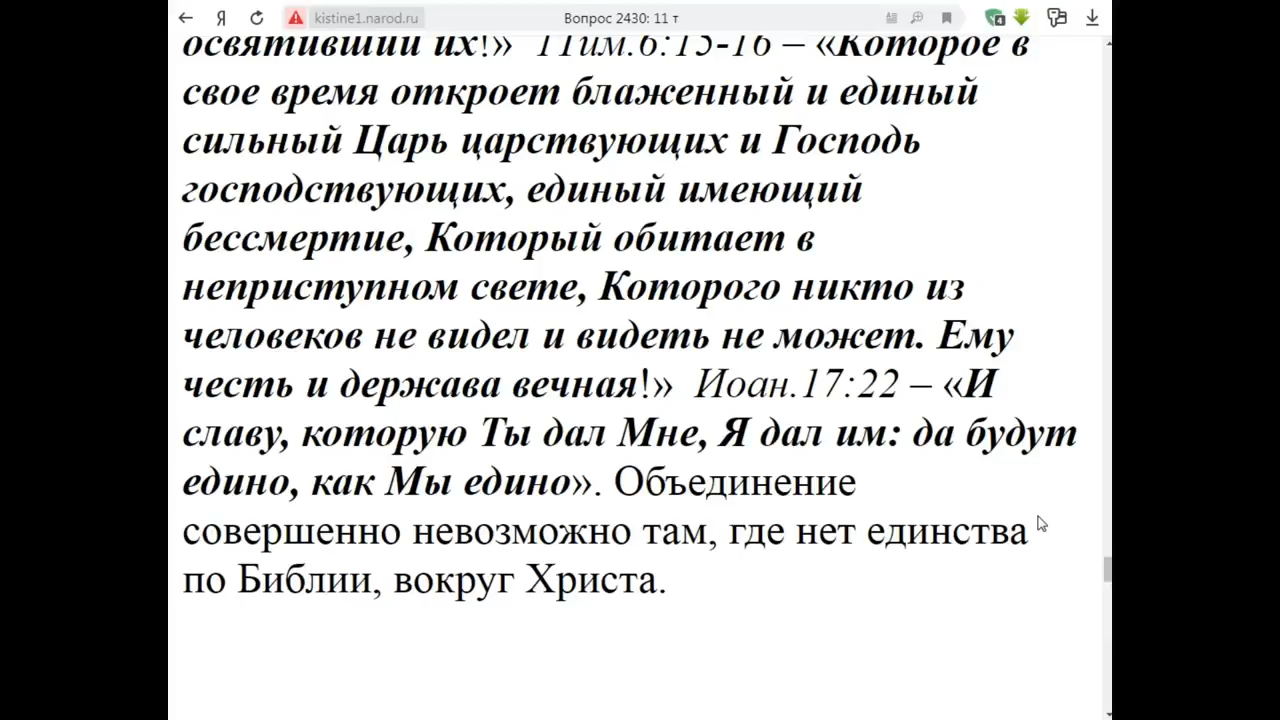 Я
kistine1.narod.ru
Вопрос 2430: 11 т
4
освятивший их!» 1Тим.6:15-16 – «Которое в
свое время откроет блаженный и единый
сильный Царь царствующих и Господь
господствующих, единый имеющий
бессмертие, Который обитает в
неприступном свете, Которого никто из
человеков не видел и видеть не может. Ему
честь и держава вечная!» Иоан.17:22 – «И
славу, которую Ты дал Мне, Я дал им: да будут
едино, как Мы едино». Объединение
совершенно невозможно там, где нет единства
по Библии, вокруг Христа.